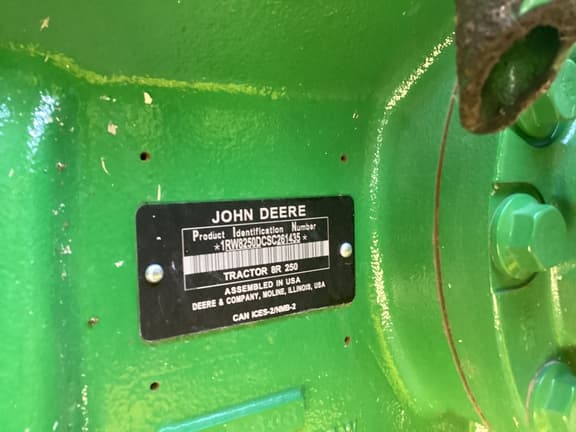 JOHN DEERE
Product Identification Number
*1RW8250DCSC281435*
TRACTOR 8R 250
ASSEMBLED IN USA
DEERE & COMPANY, MOLINE, ILLINOIS, USA
CAN ICES-2/NMB-2